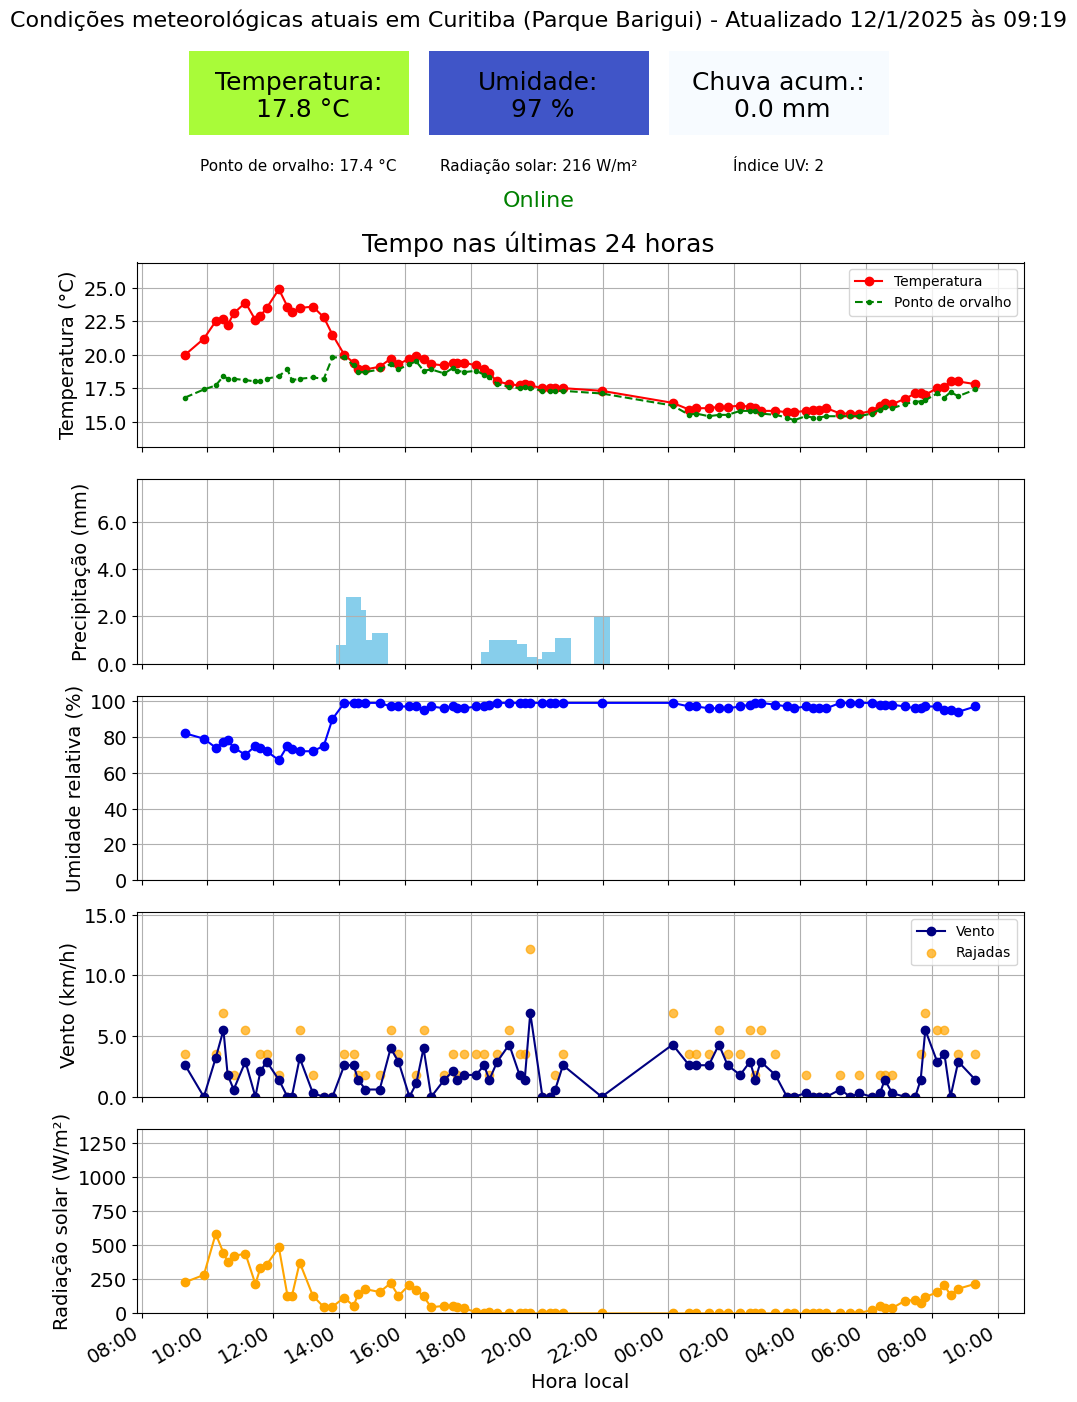 Condições meteorológicas atuais em Curitiba (Parque Barigui) - Atualizado 12/1/2025 às 09:19
Temperatura:
17.8 °C
Umidade:
97 %
Chuva acum.:
0.0 mm
Ponto de orvalho: 17.4 °C
Radiação solar: 216 W/m²
Índice UV: 2
Online
Tempo nas últimas 24 horas
Temperatura (°C)
25.0
22.5
20.0
17.5
15.0
Temperatura
Ponto de orvalho
Precipitação (mm)
6.0
4.0
2.0
0.0
Umidade relativa (%)
100
80
60
40
20
0
Vento (km/h)
15.0
10.0
5.0
0.0
Vento
Rajadas
Radiação solar (W/m²)
1250
1000
750
500
250
0
08:00
10:00
12:00
14:00
16:00
18:00
20:00
22:00
00:00
02:00
04:00
06:00
08:00
10:00
Hora local